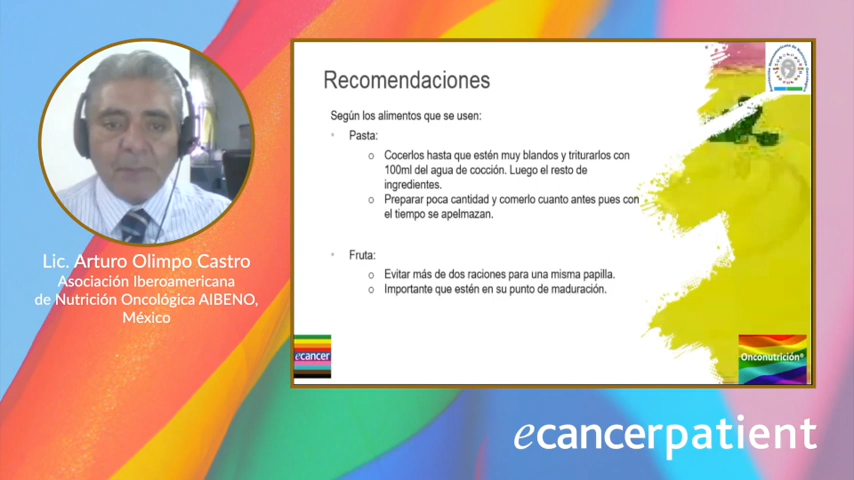 Recomendaciones
Según los alimentos que se usen:
Pasta:
Cocerlos hasta que estén muy blandos y triturarlos con
100ml del agua de cocción. Luego el resto de
ingredientes.
Preparar poca cantidad y comerlo cuanto antes pues con
el tiempo se apelmazan.
Fruta:
Evitar más de dos raciones para una misma papilla.
Importante que estén en su punto de maduración.
ecancer
Onconutrición®
Lic. Arturo Olimpo Castro
Asociación Iberoamericana
de Nutrición Oncológica AIBENO,
México
ecancerpatient